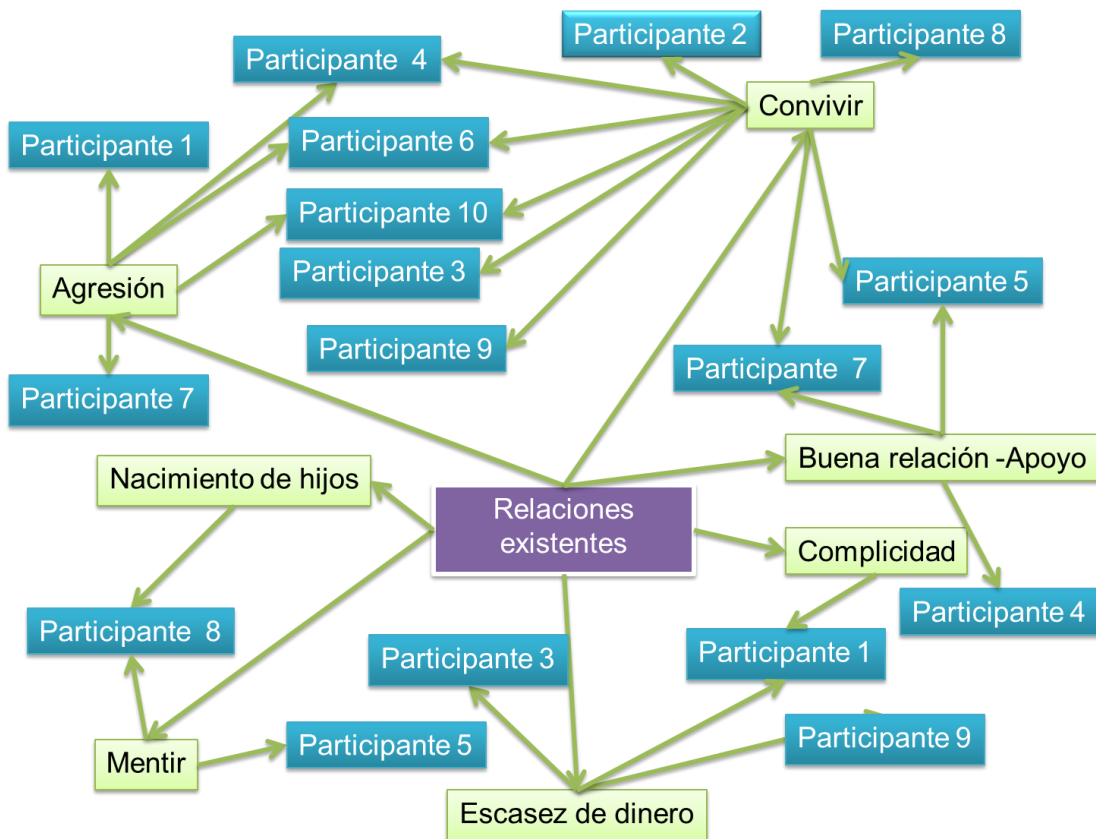 Participante 2
Participante 8
Participante 4
Convivir
Participante 1
Participante 6
Participante 10
Participante 3
Agresión
Participante 5
Participante 9
Participante 7
Participante 7
Buena relación -Apoyo
Nacimiento de hijos
Relaciones
existentes
Complicidad
Participante 4
Participante 8
Participante 3
Participante 1
Participante 5
Participante 9
Mentir
Escasez de dinero